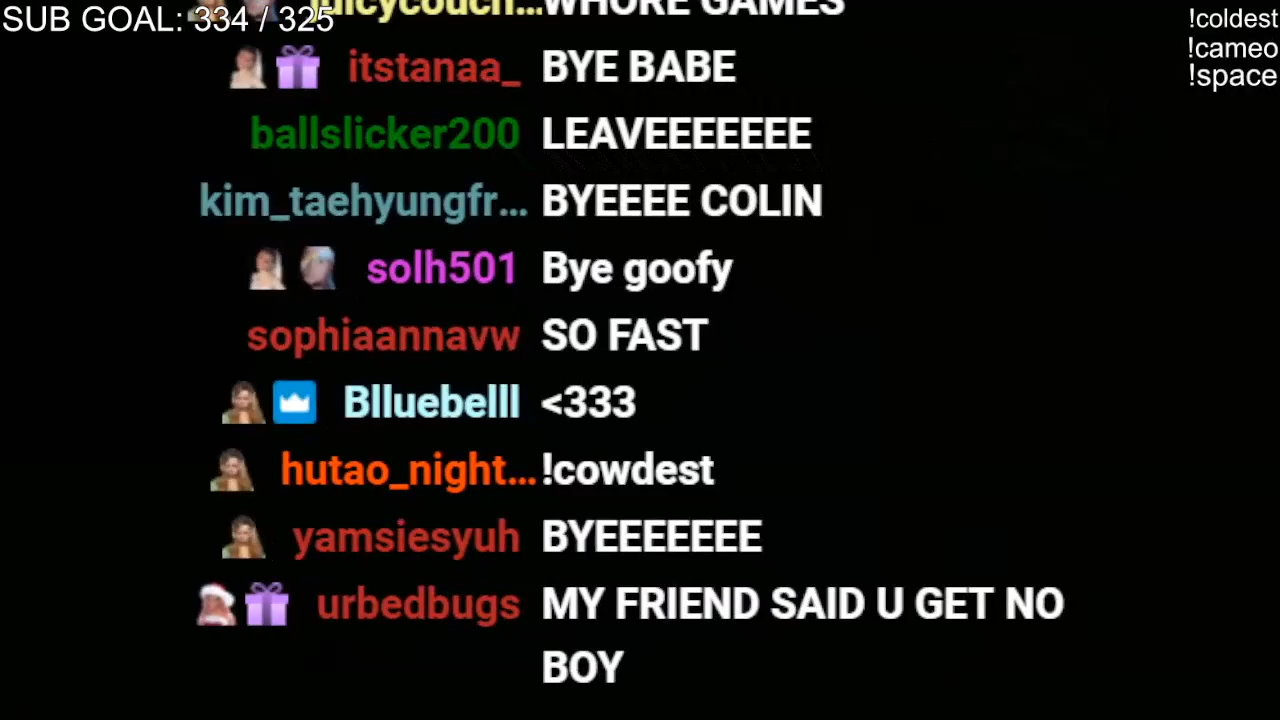 SUB GOAL: 334 / 325
!coldest
!cameo
!space
juicycouch... WHORE GAMES
itstanaa_ BYE BABE
ballslicker200 LEAVEEEEEEE
kim_taehyungfr... BYEEEE COLIN
solh501 Bye goofy
sophiaannavw SO FAST
Blluebelll <333
hutao_night... !cowdest
yamsiesyuh BYEEEEEEE
urbedbugs MY FRIEND SAID U GET NO
BOY